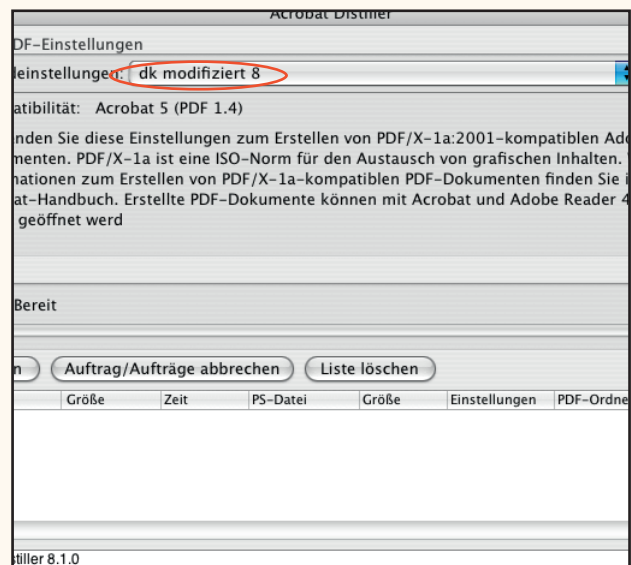 Acrobat Distiller
DF-Einstellungen
leinstellungen: dk modifiziert 8
atibilität: Acrobat 5 (PDF 1.4)
nden Sie diese Einstellungen zum Erstellen von PDF/X-1a:2001-kompatiblen Ado
menten. PDF/X-1a ist eine ISO-Norm für den Austausch von grafischen Inhalten.
nationen zum Erstellen von PDF/X-1a-kompatiblen PDF-Dokumenten finden Sie i
at-Handbuch. Erstellte PDF-Dokumente können mit Acrobat und Adobe Reader 4
geöffnet werd
Bereit
n Auftrag/Aufträge abbrechen Liste löschen
Größe Zeit PS-Datei Größe Einstellungen PDF-Ordne
stiller 8.1.0